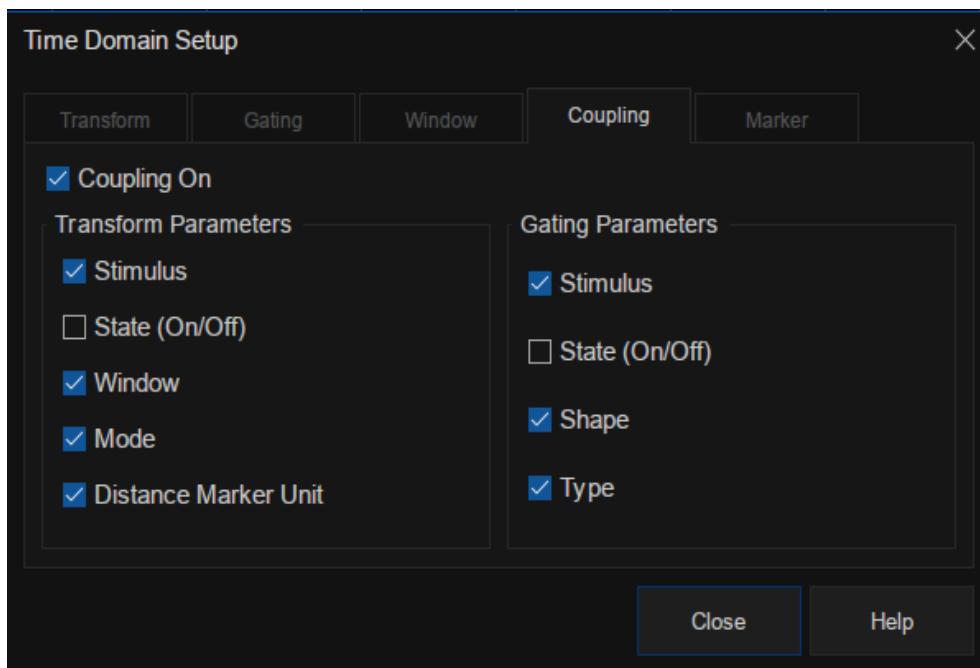 Time Domain Setup
Transform
Gating
Window
Coupling
Marker
Coupling On
Transform Parameters
Stimulus
State (On/Off)
Window
Mode
Distance Marker Unit
Gating Parameters
Stimulus
State (On/Off)
Shape
Type
Close
Help